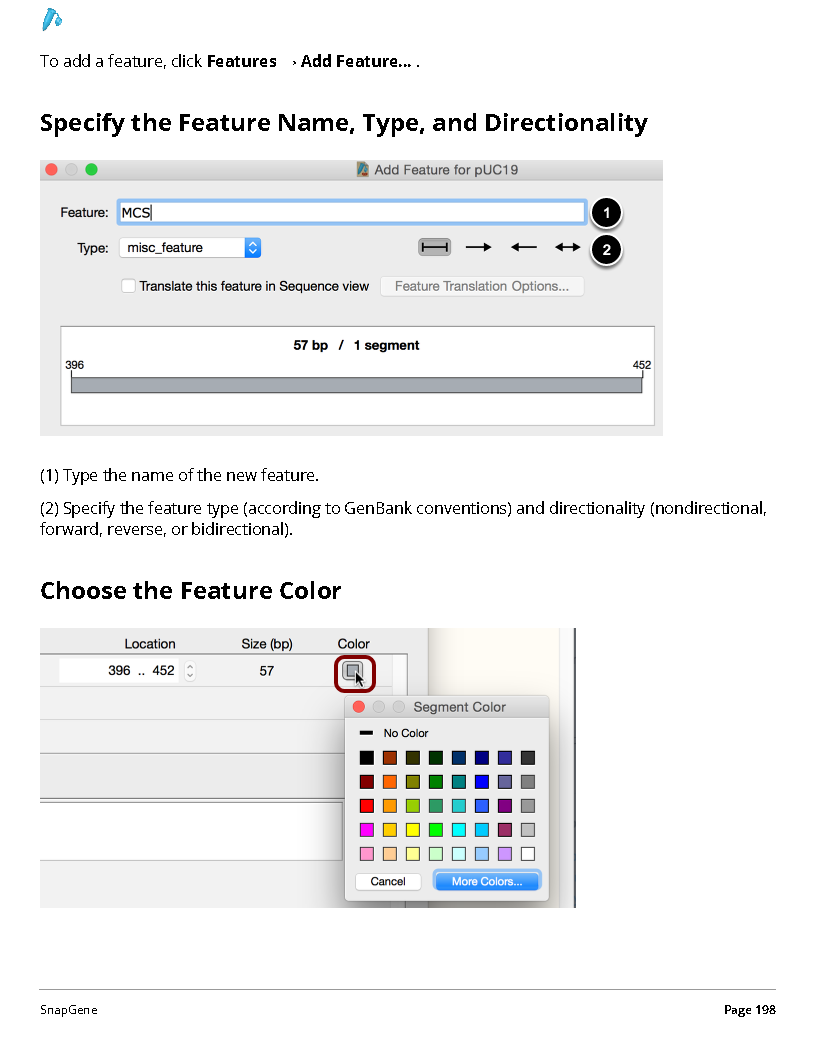 To add a feature, click Features → Add Feature... .
Specify the Feature Name, Type, and Directionality
Add Feature for pUC19
Feature: MCS 1
Type: misc_feature 2
Translate this feature in Sequence view Feature Translation Options...
57 bp / 1 segment
396 452
(1) Type the name of the new feature.
(2) Specify the feature type (according to GenBank conventions) and directionality (nondirectional,
forward, reverse, or bidirectional).
Choose the Feature Color
Location Size (bp) Color
396 .. 452 57
Segment Color
No Color
Cancel More Colors...
SnapGene Page 198